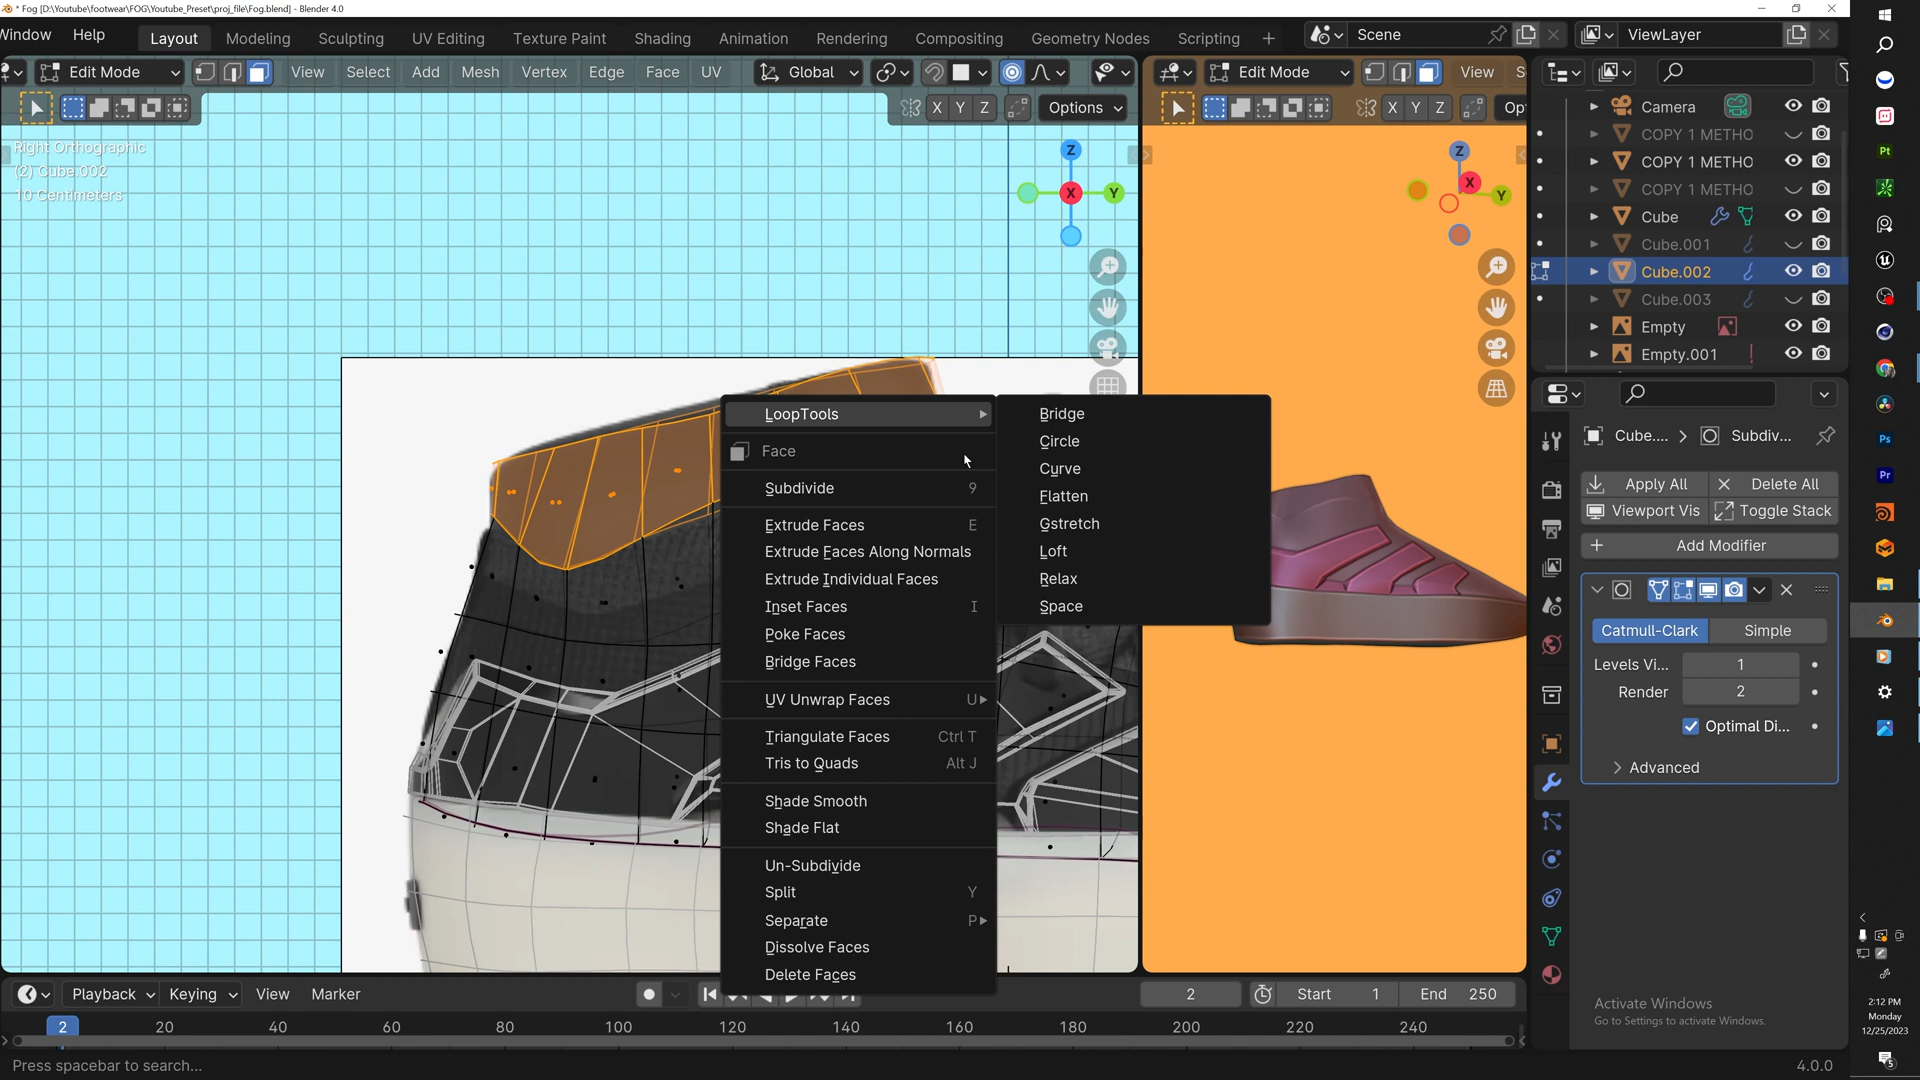 * Fog [D:\Youtube\footwear\FOG\Youtube_Preset\proj_file\Fog.blend] - Blender 4.0
Window Help Layout Modeling Sculpting UV Editing Texture Paint Shading Animation Rendering Compositing Geometry Nodes Scripting + Scene ViewLayer
Edit Mode View Select Add Mesh Vertex Edge Face UV Global
Edit Mode View S
X Y Z Options
X Y Z Op
Right Orthographic
(2) Cube.002
10 Centimeters
Z
X
Y
Z
X
Y
Camera
COPY 1 METHO
COPY 1 METHO
COPY 1 METHO
Cube
Cube.001
Cube.002
Cube.003
Empty
Empty.001
LoopTools
Face
Subdivide 9
Extrude Faces E
Extrude Faces Along Normals
Extrude Individual Faces
Inset Faces I
Poke Faces
Bridge Faces
UV Unwrap Faces U
Triangulate Faces Ctrl T
Tris to Quads Alt J
Shade Smooth
Shade Flat
Un-Subdivide
Split Y
Separate P
Dissolve Faces
Delete Faces
Bridge
Circle
Curve
Flatten
Gstretch
Loft
Relax
Space
Cube.... > Subdiv...
Apply All Delete All
Viewport Vis Toggle Stack
+ Add Modifier
Catmull-Clark Simple
Levels Vi... 1
Render 2
Optimal Di...
Advanced
Activate Windows
Go to Settings to activate Windows.
Playback Keying View Marker 2 Start 1 End 250
2 20 40 60 80 100 120 140 160 180 200 220 240
Press spacebar to search...
4.0.0
Pt
Ps
Pr
2:12 PM
Monday
12/25/2023
5